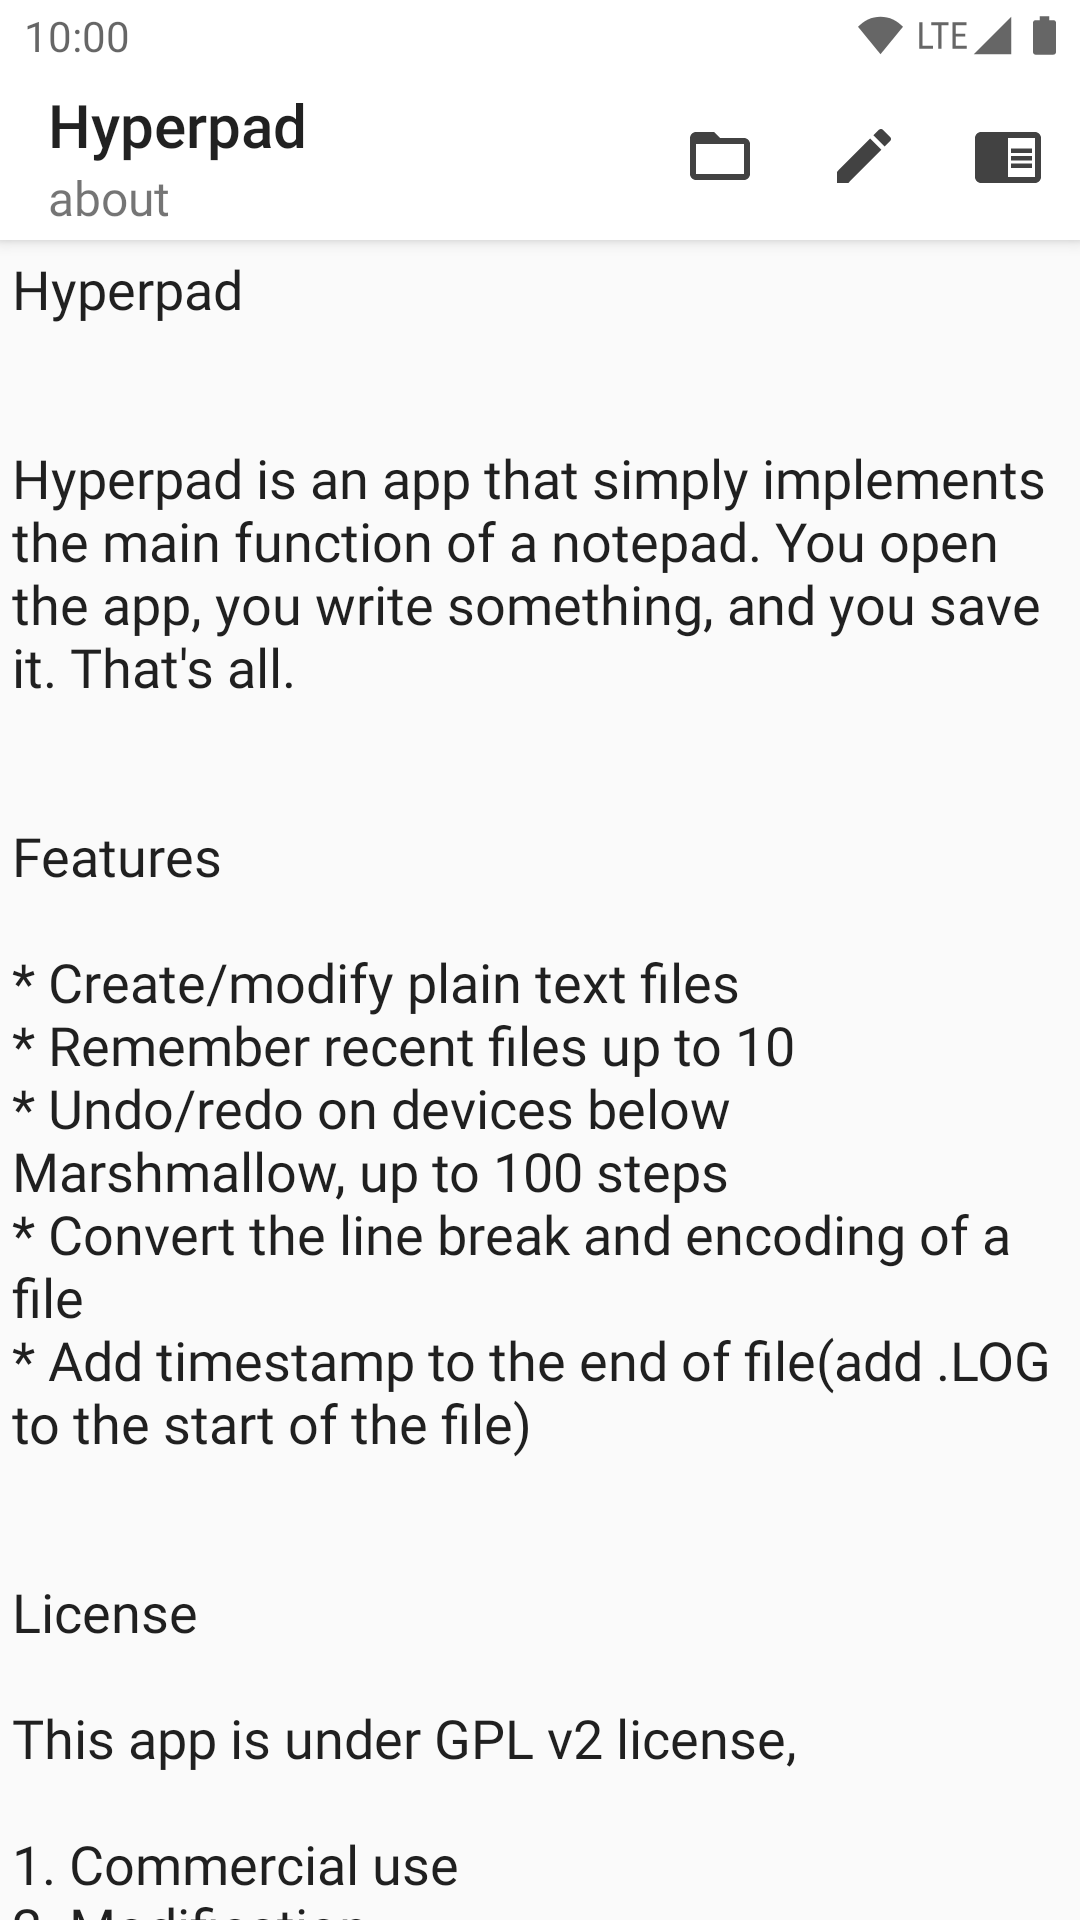 10:00
LTE
Hyperpad
about
Hyperpad
Hyperpad is an app that simply implements
the main function of a notepad. You open
the app, you write something, and you save
it. That's all.
Features
* Create/modify plain text files
* Remember recent files up to 10
* Undo/redo on devices below
Marshmallow, up to 100 steps
* Convert the line break and encoding of a
file
* Add timestamp to the end of file(add .LOG
to the start of the file)
License
This app is under GPL v2 license,
1. Commercial use
2. Modification